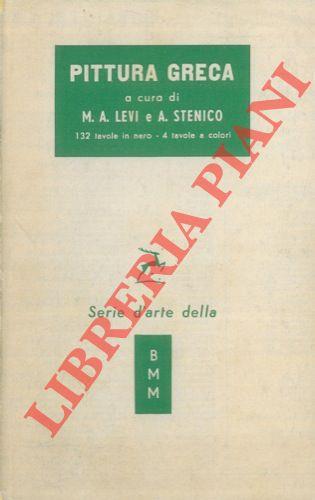 PITTURA GRECA
a cura di
M. A. LEVI e A. STENICO
132 tavole in nero - 4 tavole a colori
Serie d'arte della
B
M
M
LIBRERIA PIANI